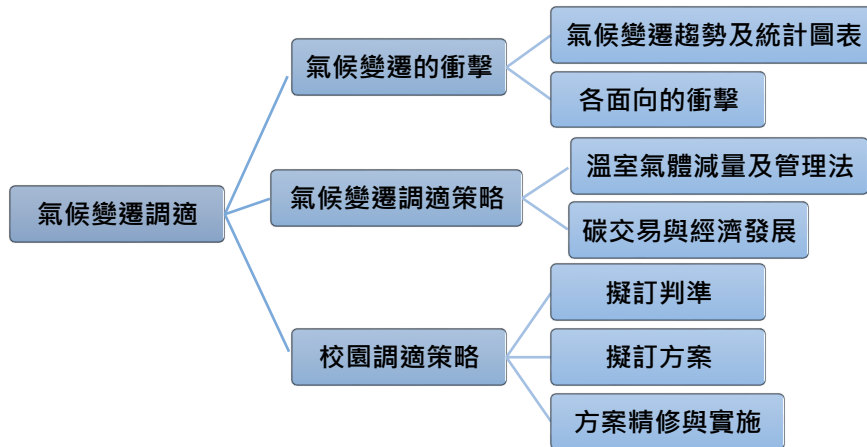 氣候變遷調適
氣候變遷的衝擊
氣候變遷趨勢及統計圖表
各面向的衝擊
氣候變遷調適策略
溫室氣體減量及管理法
碳交易與經濟發展
校園調適策略
擬訂判準
擬訂方案
方案精修與實施